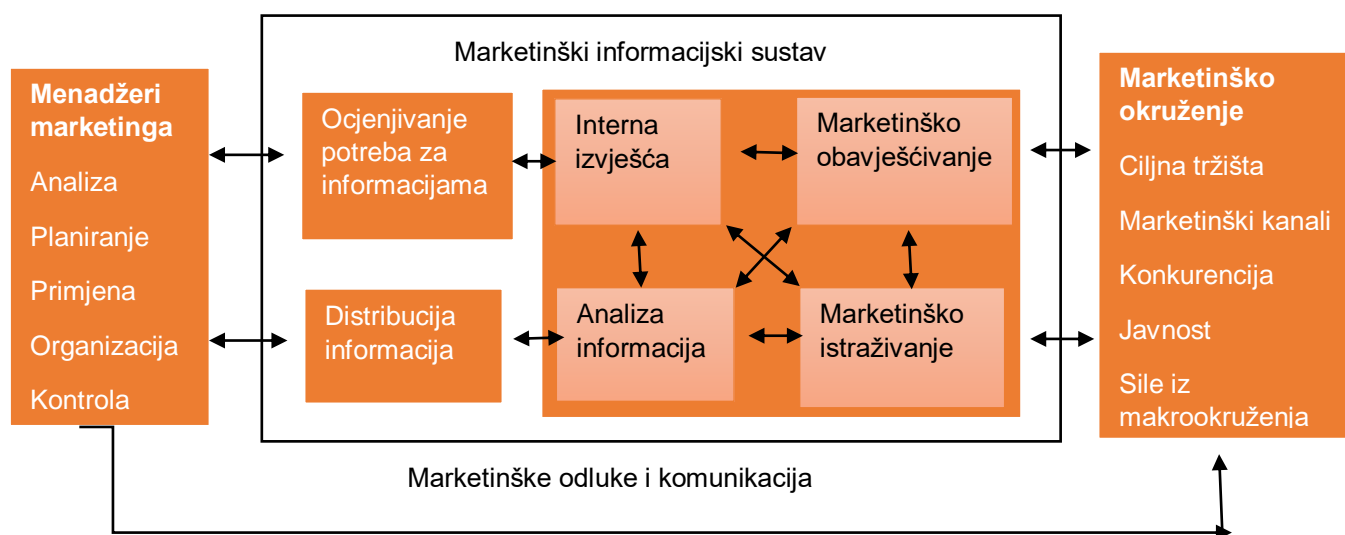 Marketinški informacijski sustav
Menadžeri
marketinga
Analiza
Planiranje
Primjena
Organizacija
Kontrola
Ocjenjivanje
potreba za
informacijama
Distribucija
informacija
Interna
izvješća
Marketinško
obavješćivanje
Analiza
informacija
Marketinško
istraživanje
Marketinško
okruženje
Ciljna tržišta
Marketinški kanali
Konkurencija
Javnost
Sile iz
makrookruženja
Marketinške odluke i komunikacija